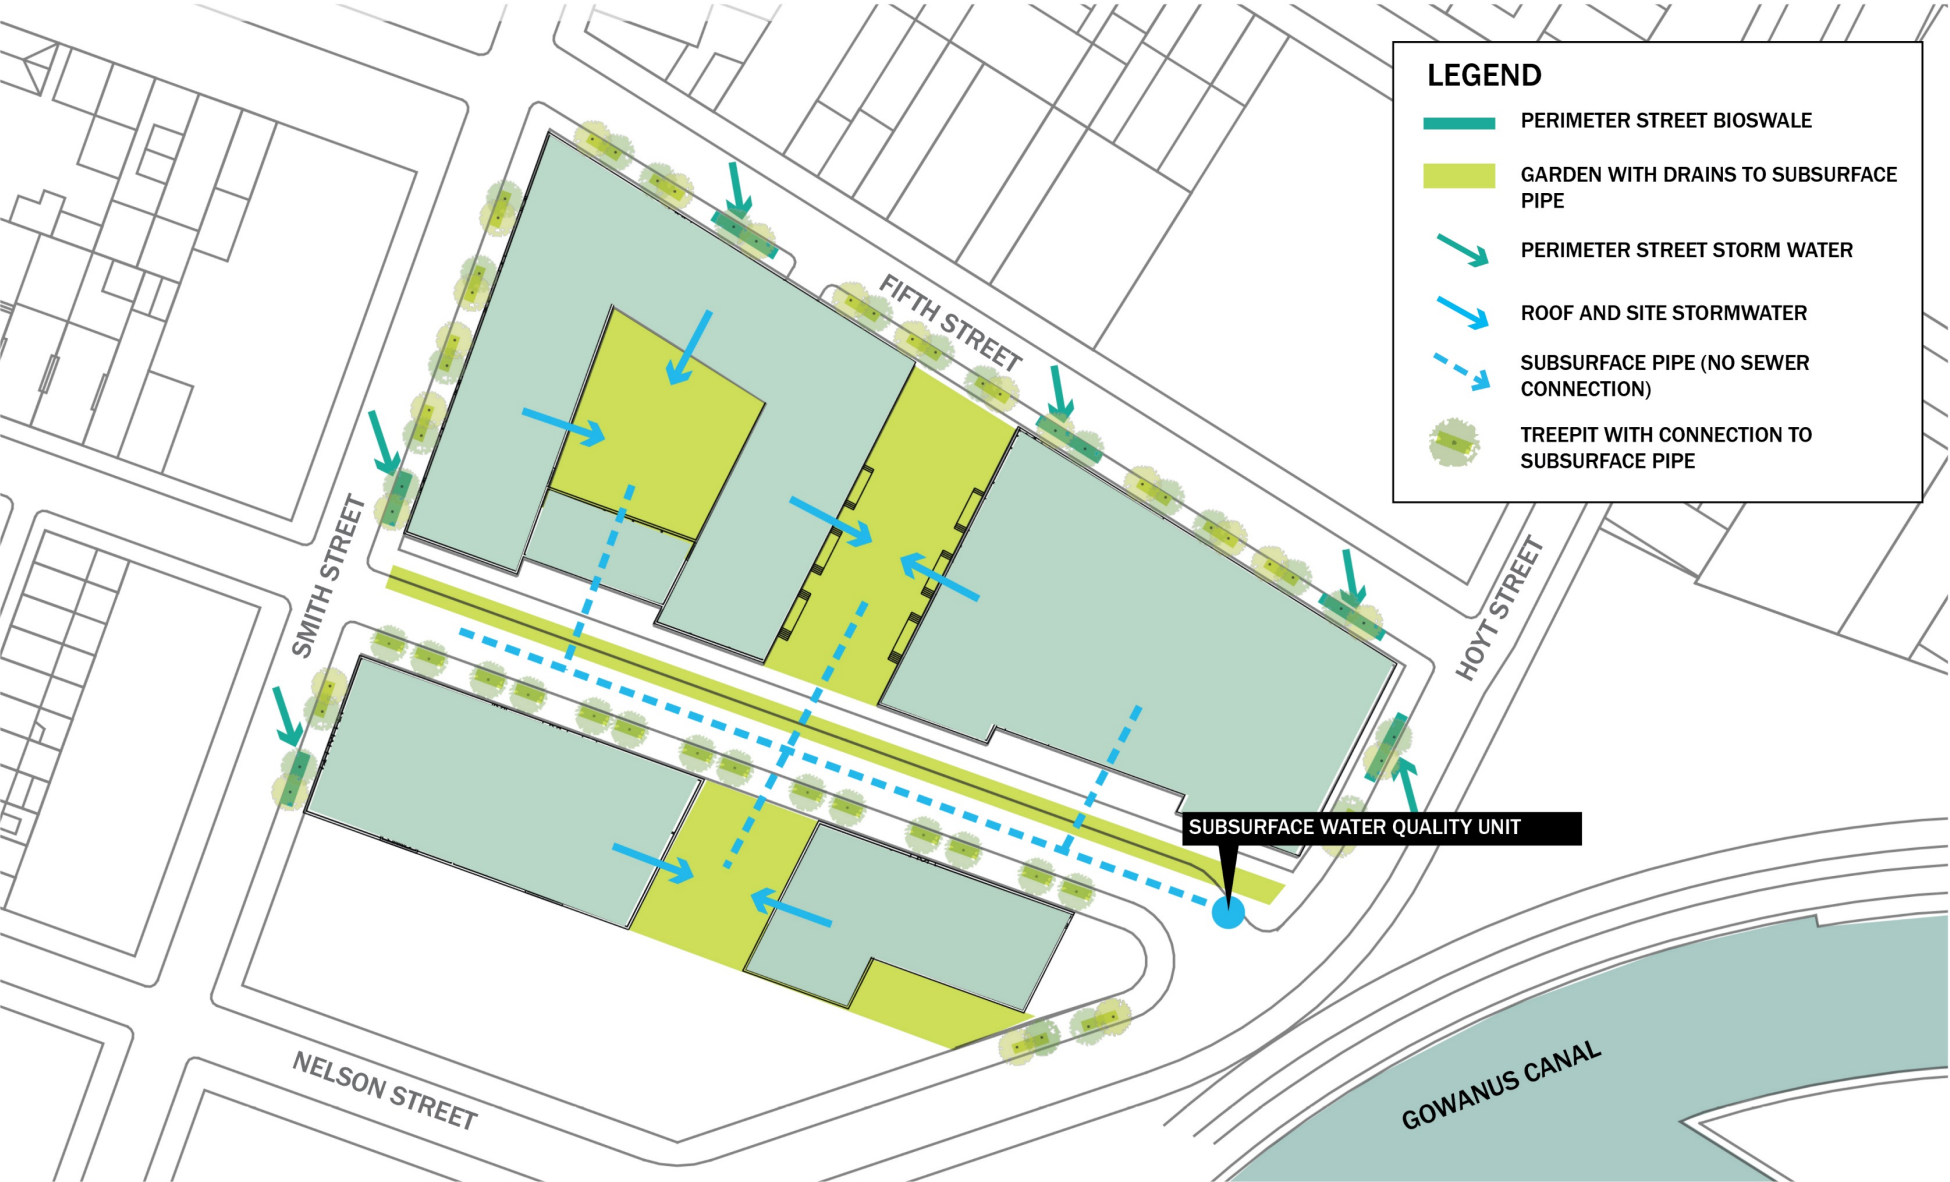 LEGEND
PERIMETER STREET BIOSWALE
GARDEN WITH DRAINS TO SUBSURFACE
PIPE
PERIMETER STREET STORM WATER
ROOF AND SITE STORMWATER
SUBSURFACE PIPE (NO SEWER
CONNECTION)
TREEPIT WITH CONNECTION TO
SUBSURFACE PIPE
FIFTH STREET
SMITH STREET
HOYT STREET
SUBSURFACE WATER QUALITY UNIT
NELSON STREET
GOWANUS CANAL